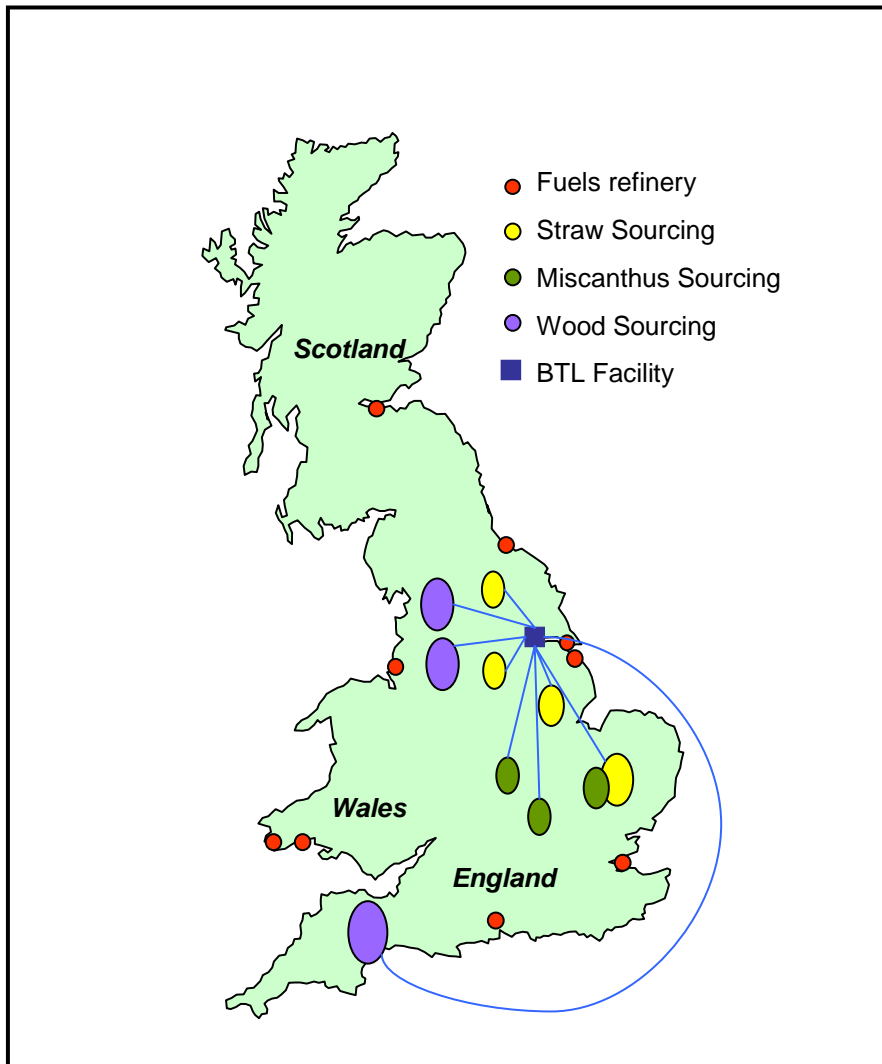 Fuels refinery
Straw Sourcing
Miscanthus Sourcing
Wood Sourcing
Scotland
BTL Facility
Wales
England